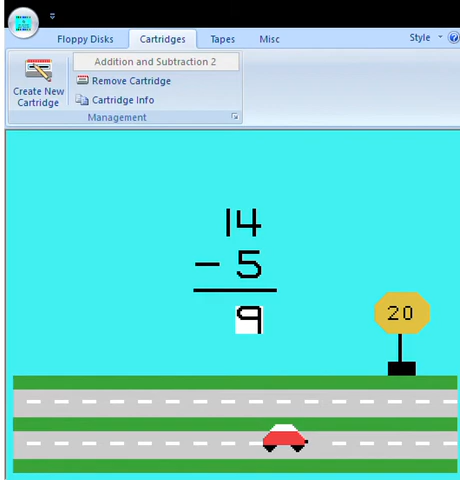 Floppy Disks Cartridges Tapes Misc Style
Create New Cartridge
Addition and Subtraction 2
Remove Cartridge
Cartridge Info
Management
14
− 5
9
20